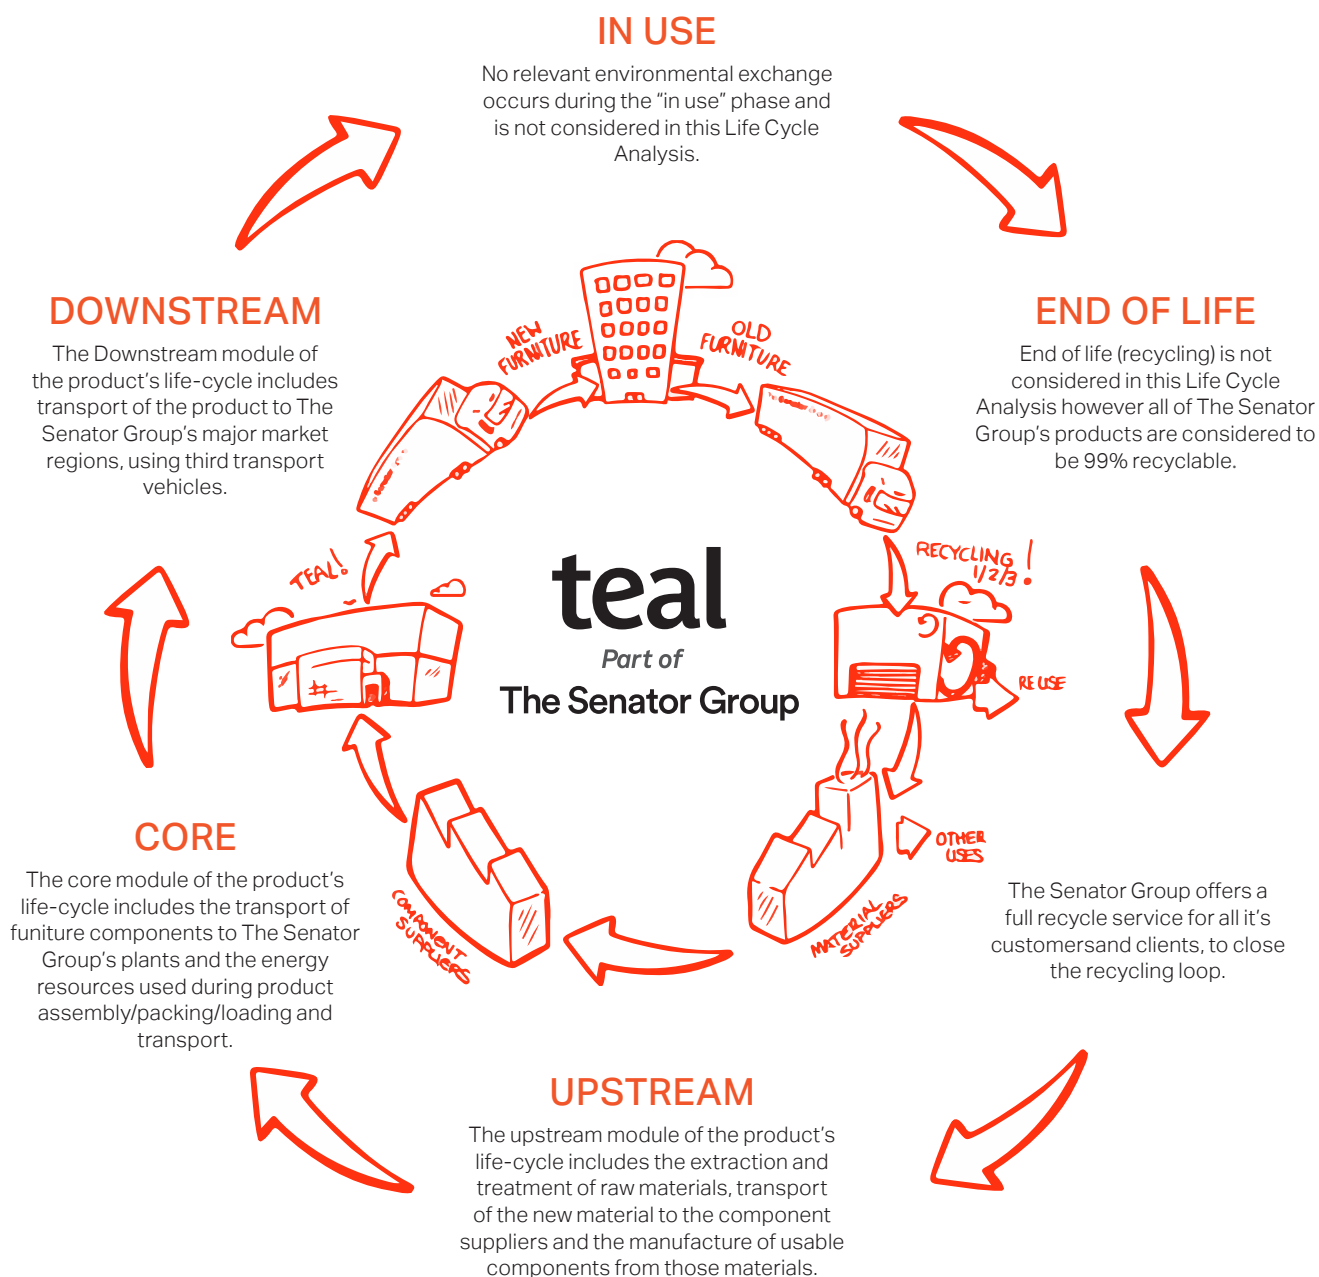 IN USE
No relevant environmental exchange
occurs during the “in use” phase and
is not considered in this Life Cycle
Analysis.
DOWNSTREAM
The Downstream module of
the product’s life-cycle includes
transport of the product to The
Senator Group’s major market
regions, using third transport
vehicles.
END OF LIFE
End of life (recycling) is not
considered in this Life Cycle
Analysis however all of The Senator
Group’s products are considered to
be 99% recyclable.
NEW
FURNITURE
OLD
FURNITURE
Senator
Senator
TEAL!
RECYCLING
1/2/3!
RE USE
teal
Part of
The Senator Group
OTHER
USES
COMPONENT
SUPPLIERS
MATERIAL
SUPPLIERS
CORE
The core module of the product’s
life-cycle includes the transport of
funiture components to The Senator
Group’s plants and the energy
resources used during product
assembly/packing/loading and
transport.
The Senator Group offers a
full recycle service for all it’s
customersand clients, to close
the recycling loop.
UPSTREAM
The upstream module of the product’s
life-cycle includes the extraction and
treatment of raw materials, transport
of the new material to the component
suppliers and the manufacture of usable
components from those materials.